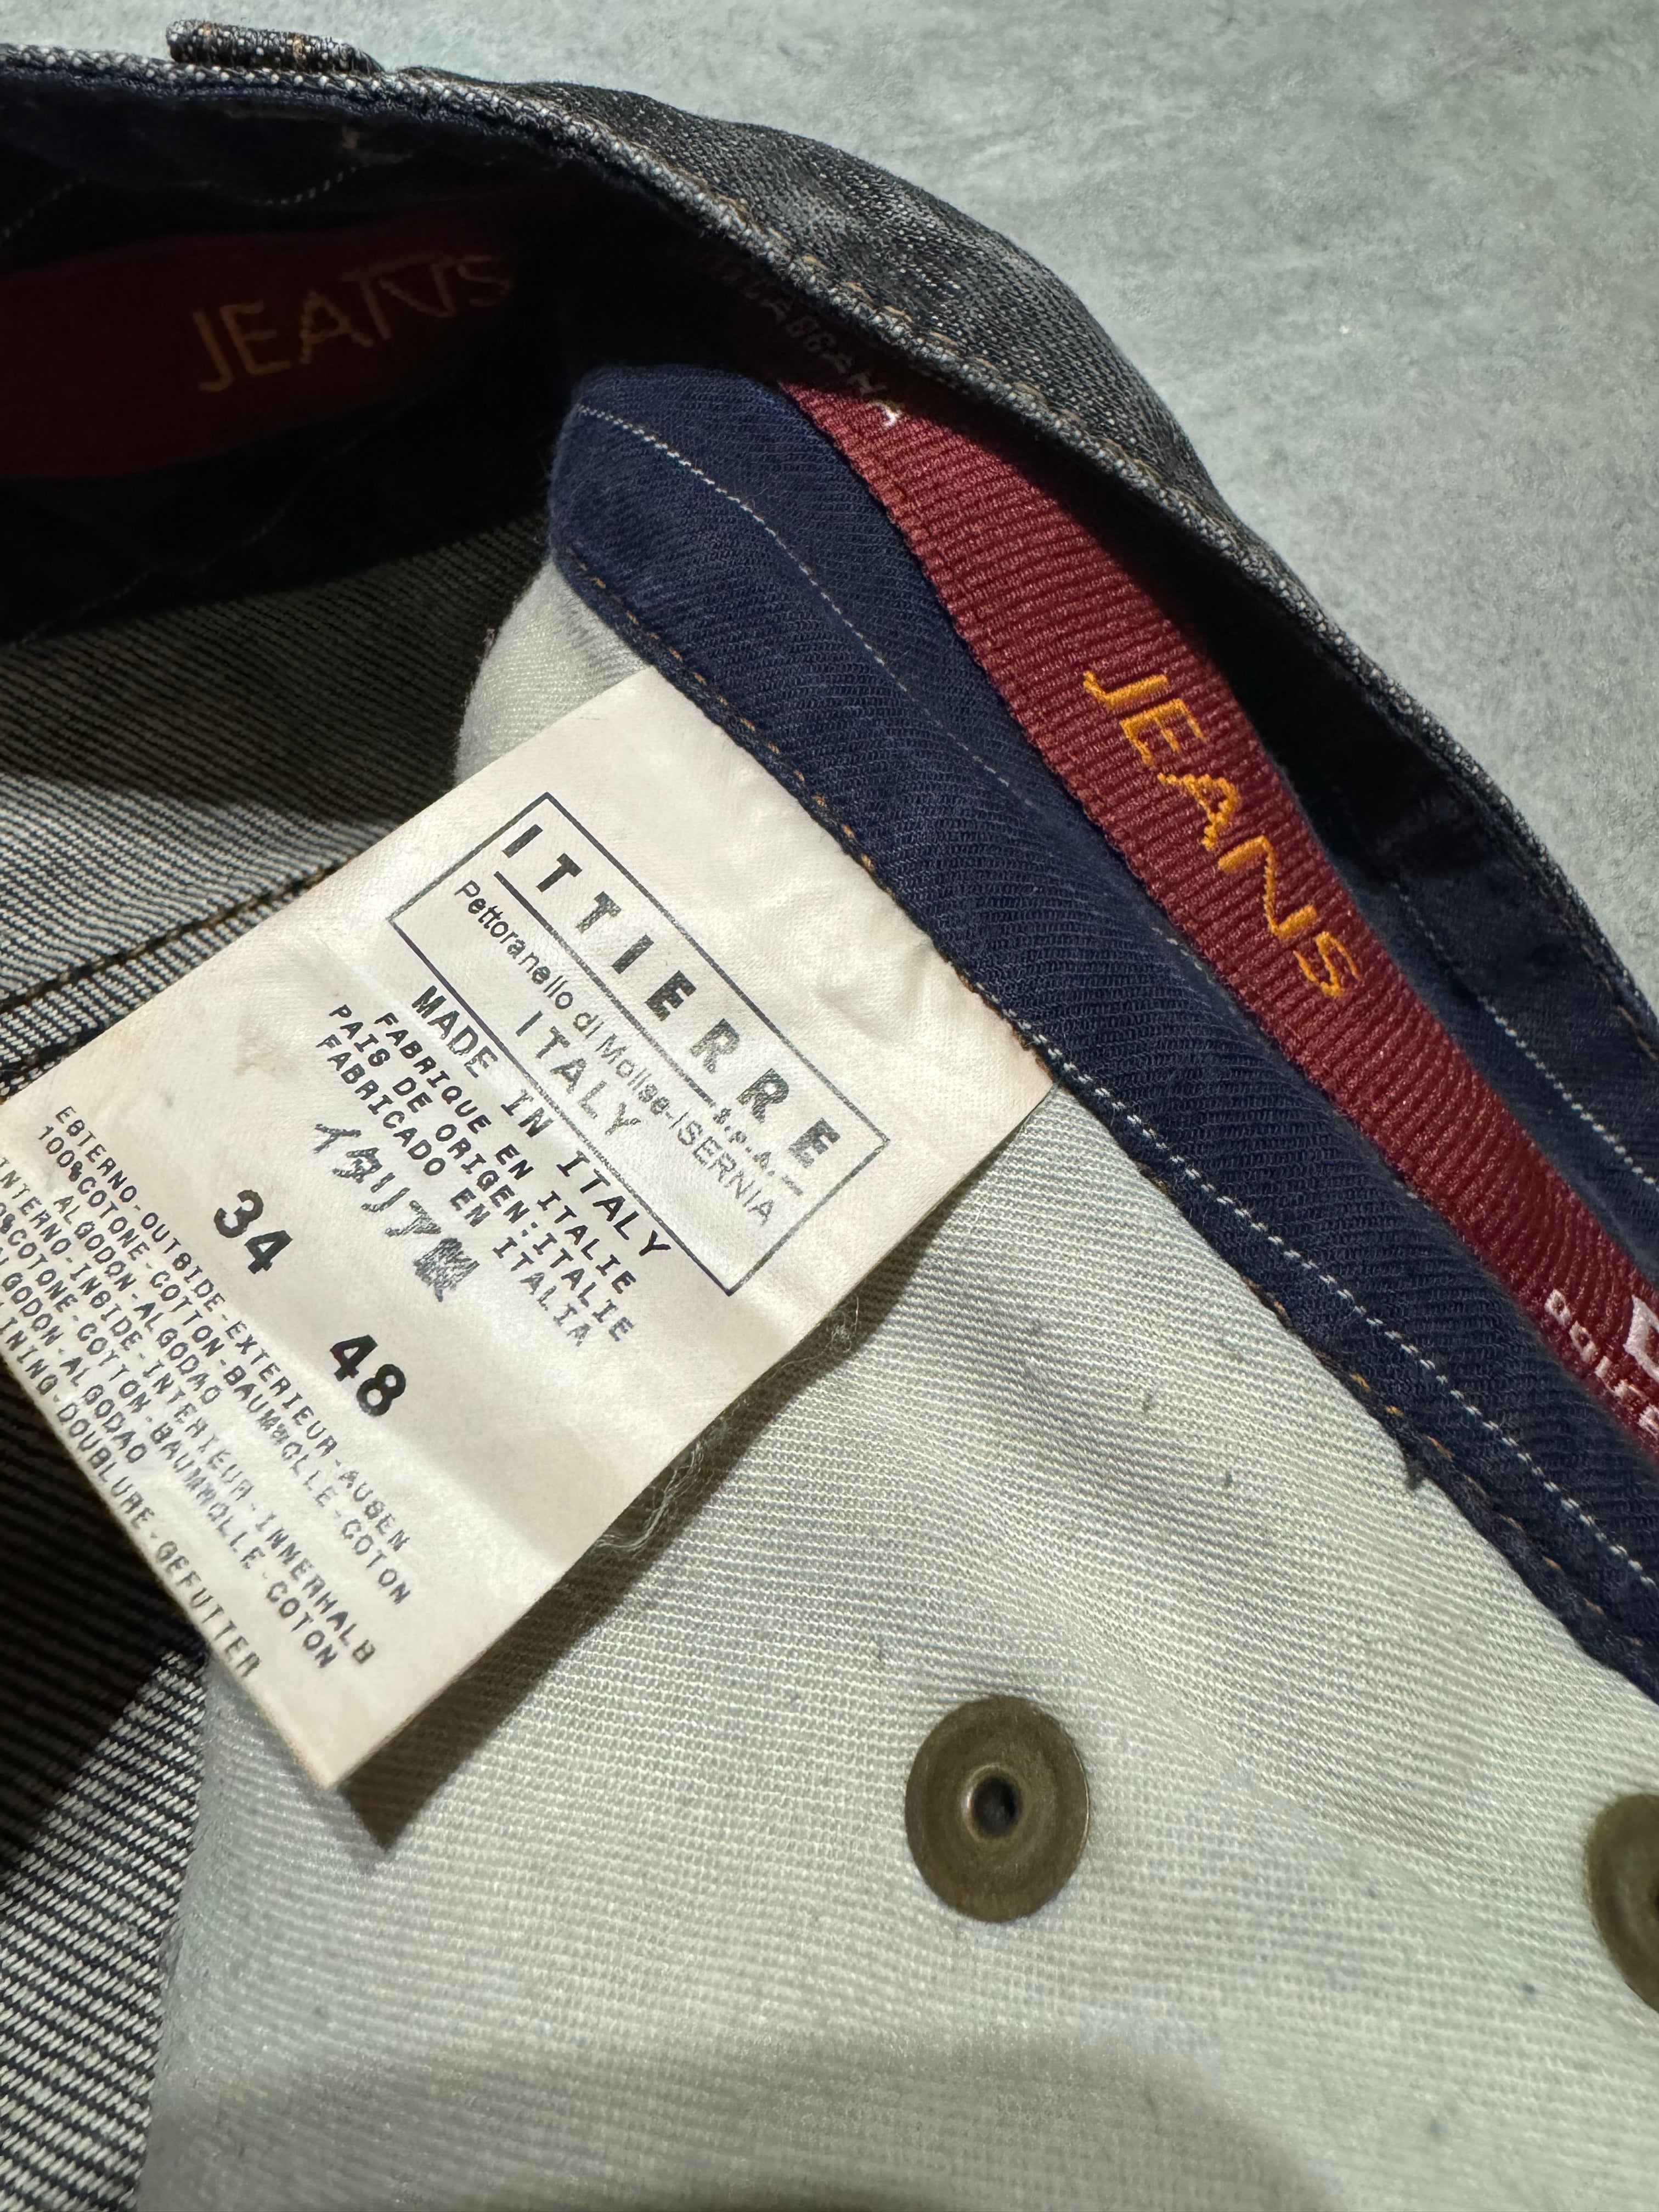 JEANS
JEANS
ITTIERRE
s.p.a.
Pettoranello di Molise-ISERNIA
ITALY
MADE IN ITALY
FABRIQUE EN ITALIE
PAIS DE ORIGEN:ITALIE
FABRICADO EN ITALIA
イタリア製
34 48
ESTERNO-OUTSIDE-EXTERIEUR-AUSEN
100%COTONE-COTTON-BAUMWOLLE-COTON
ALGODON-ALGODAO
INTERNO-INSIDE-INTERIEUR-INNERHALB
%COTONE-COTTON-BAUMWOLLE-COTON
ALGODON-ALGODAO
LINING-DOUBLURE-GEFUTTER